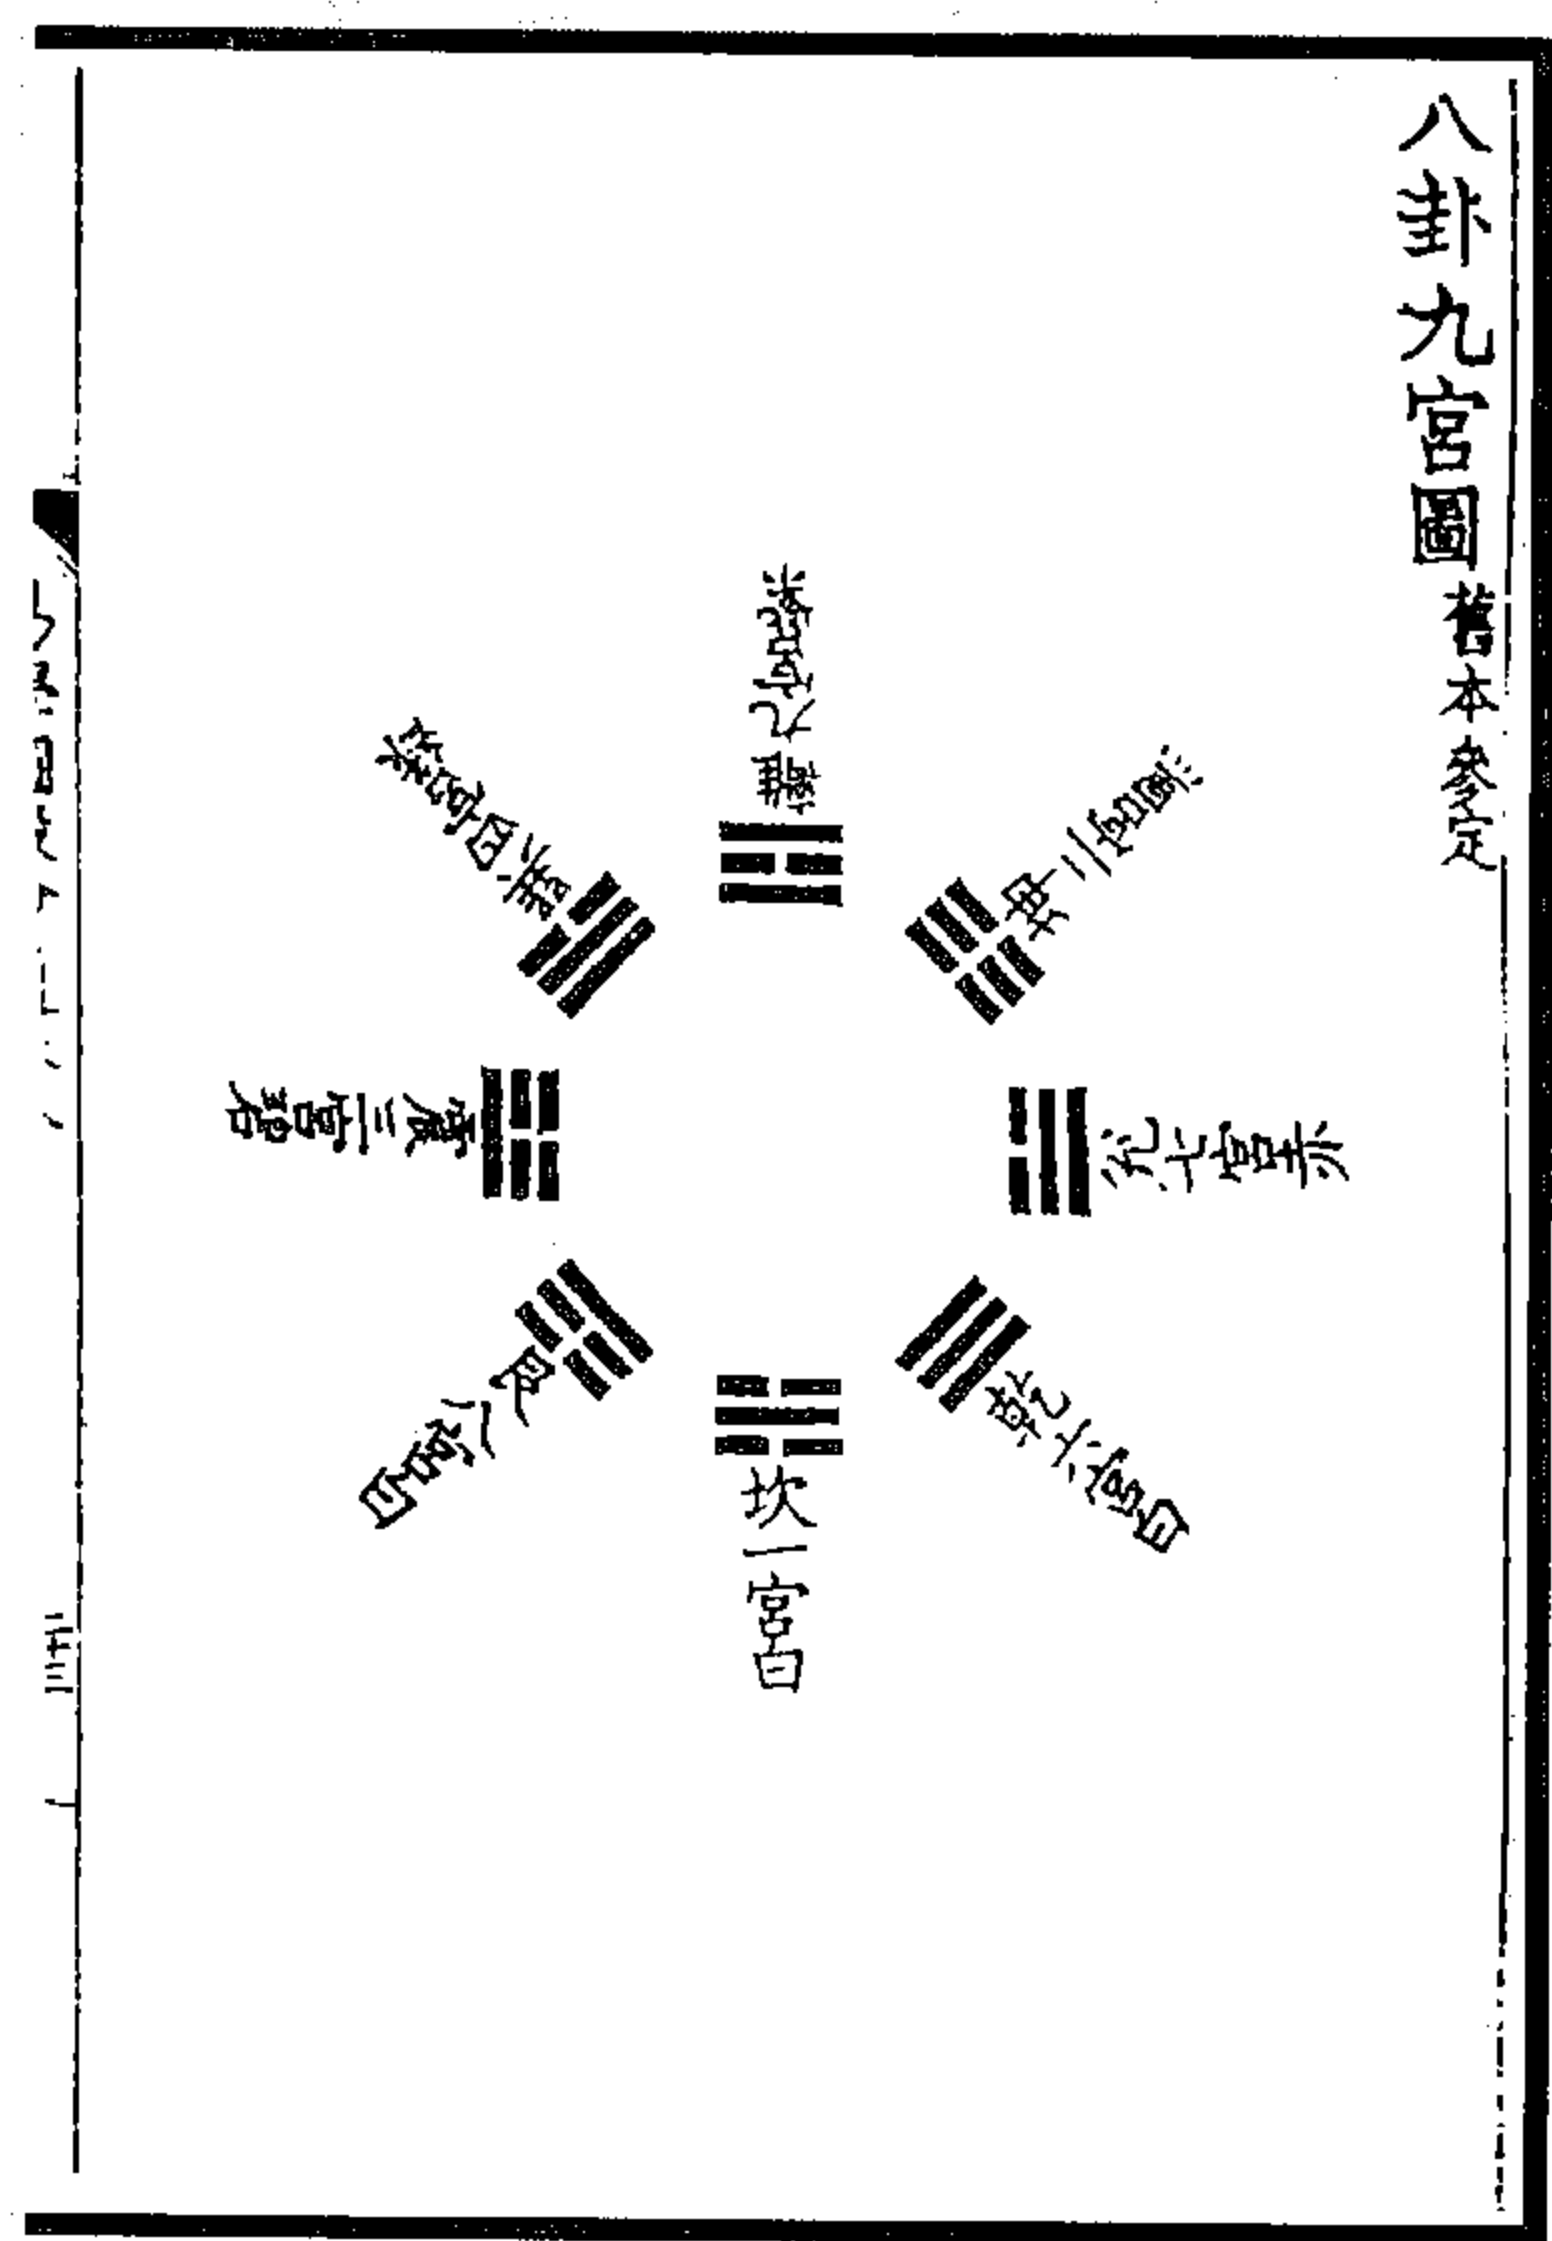 八卦九宮圖 舊本參定
離九宮紫
坤二宮黑
兌七宮赤
乾六宮白
坎一宮白
艮八宮白
震三宮碧
巽四宮綠